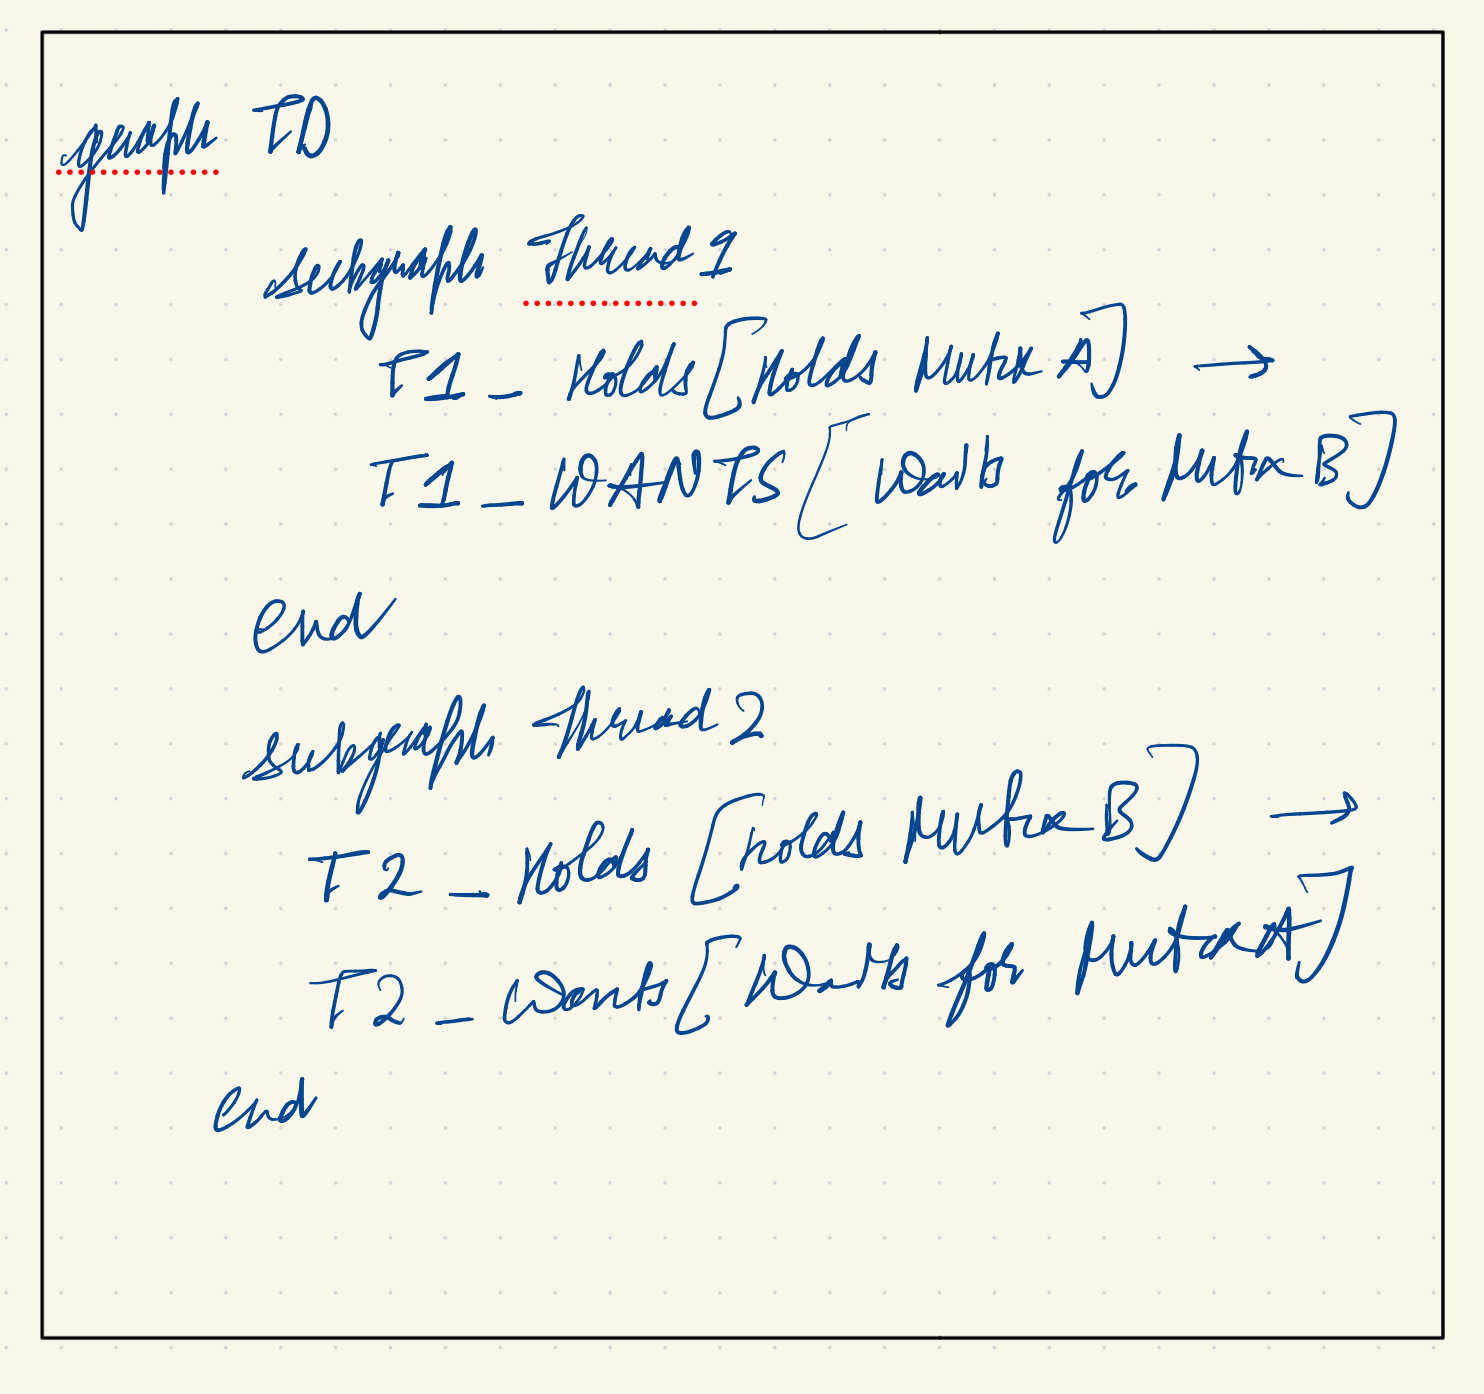 graph TD
subgraph Thread 1
T1_Holds[Holds Mutex A] →
T1_WANTS[Waits for Mutex B]
end
subgraph Thread 2
T2_Holds [Holds Mutex B] →
T2_Wants[Waits for Mutex A]
end